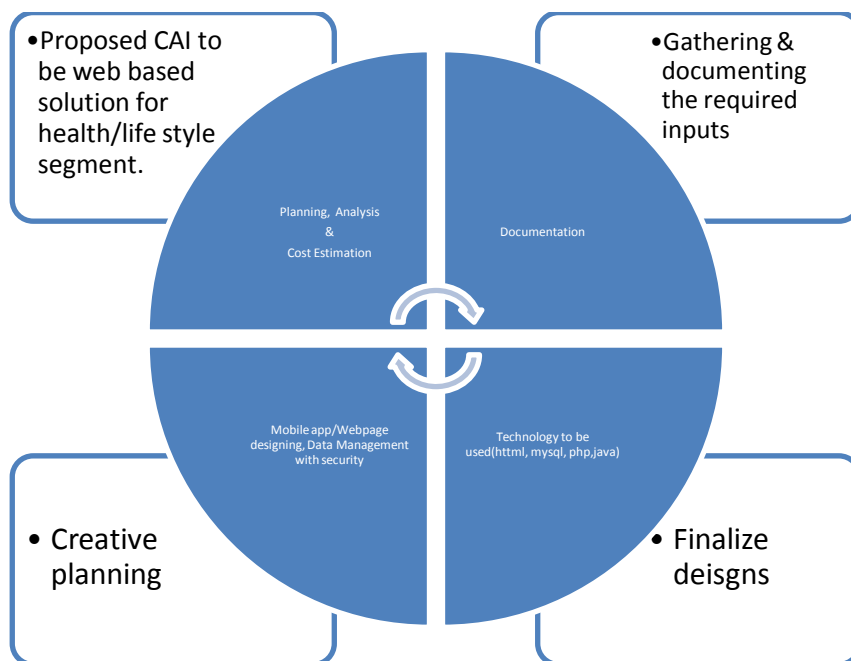 •Proposed CAI to
be web based
solution for
health/life style
segment.
•Gathering &
documenting
the required
inputs
Planning, Analysis
&
Cost Estimation
Documentation
Mobile app/Webpage
designing, Data Management
with security
Technology to be
used(httml, mysql, php,java)
• Creative
planning
• Finalize
deisgns